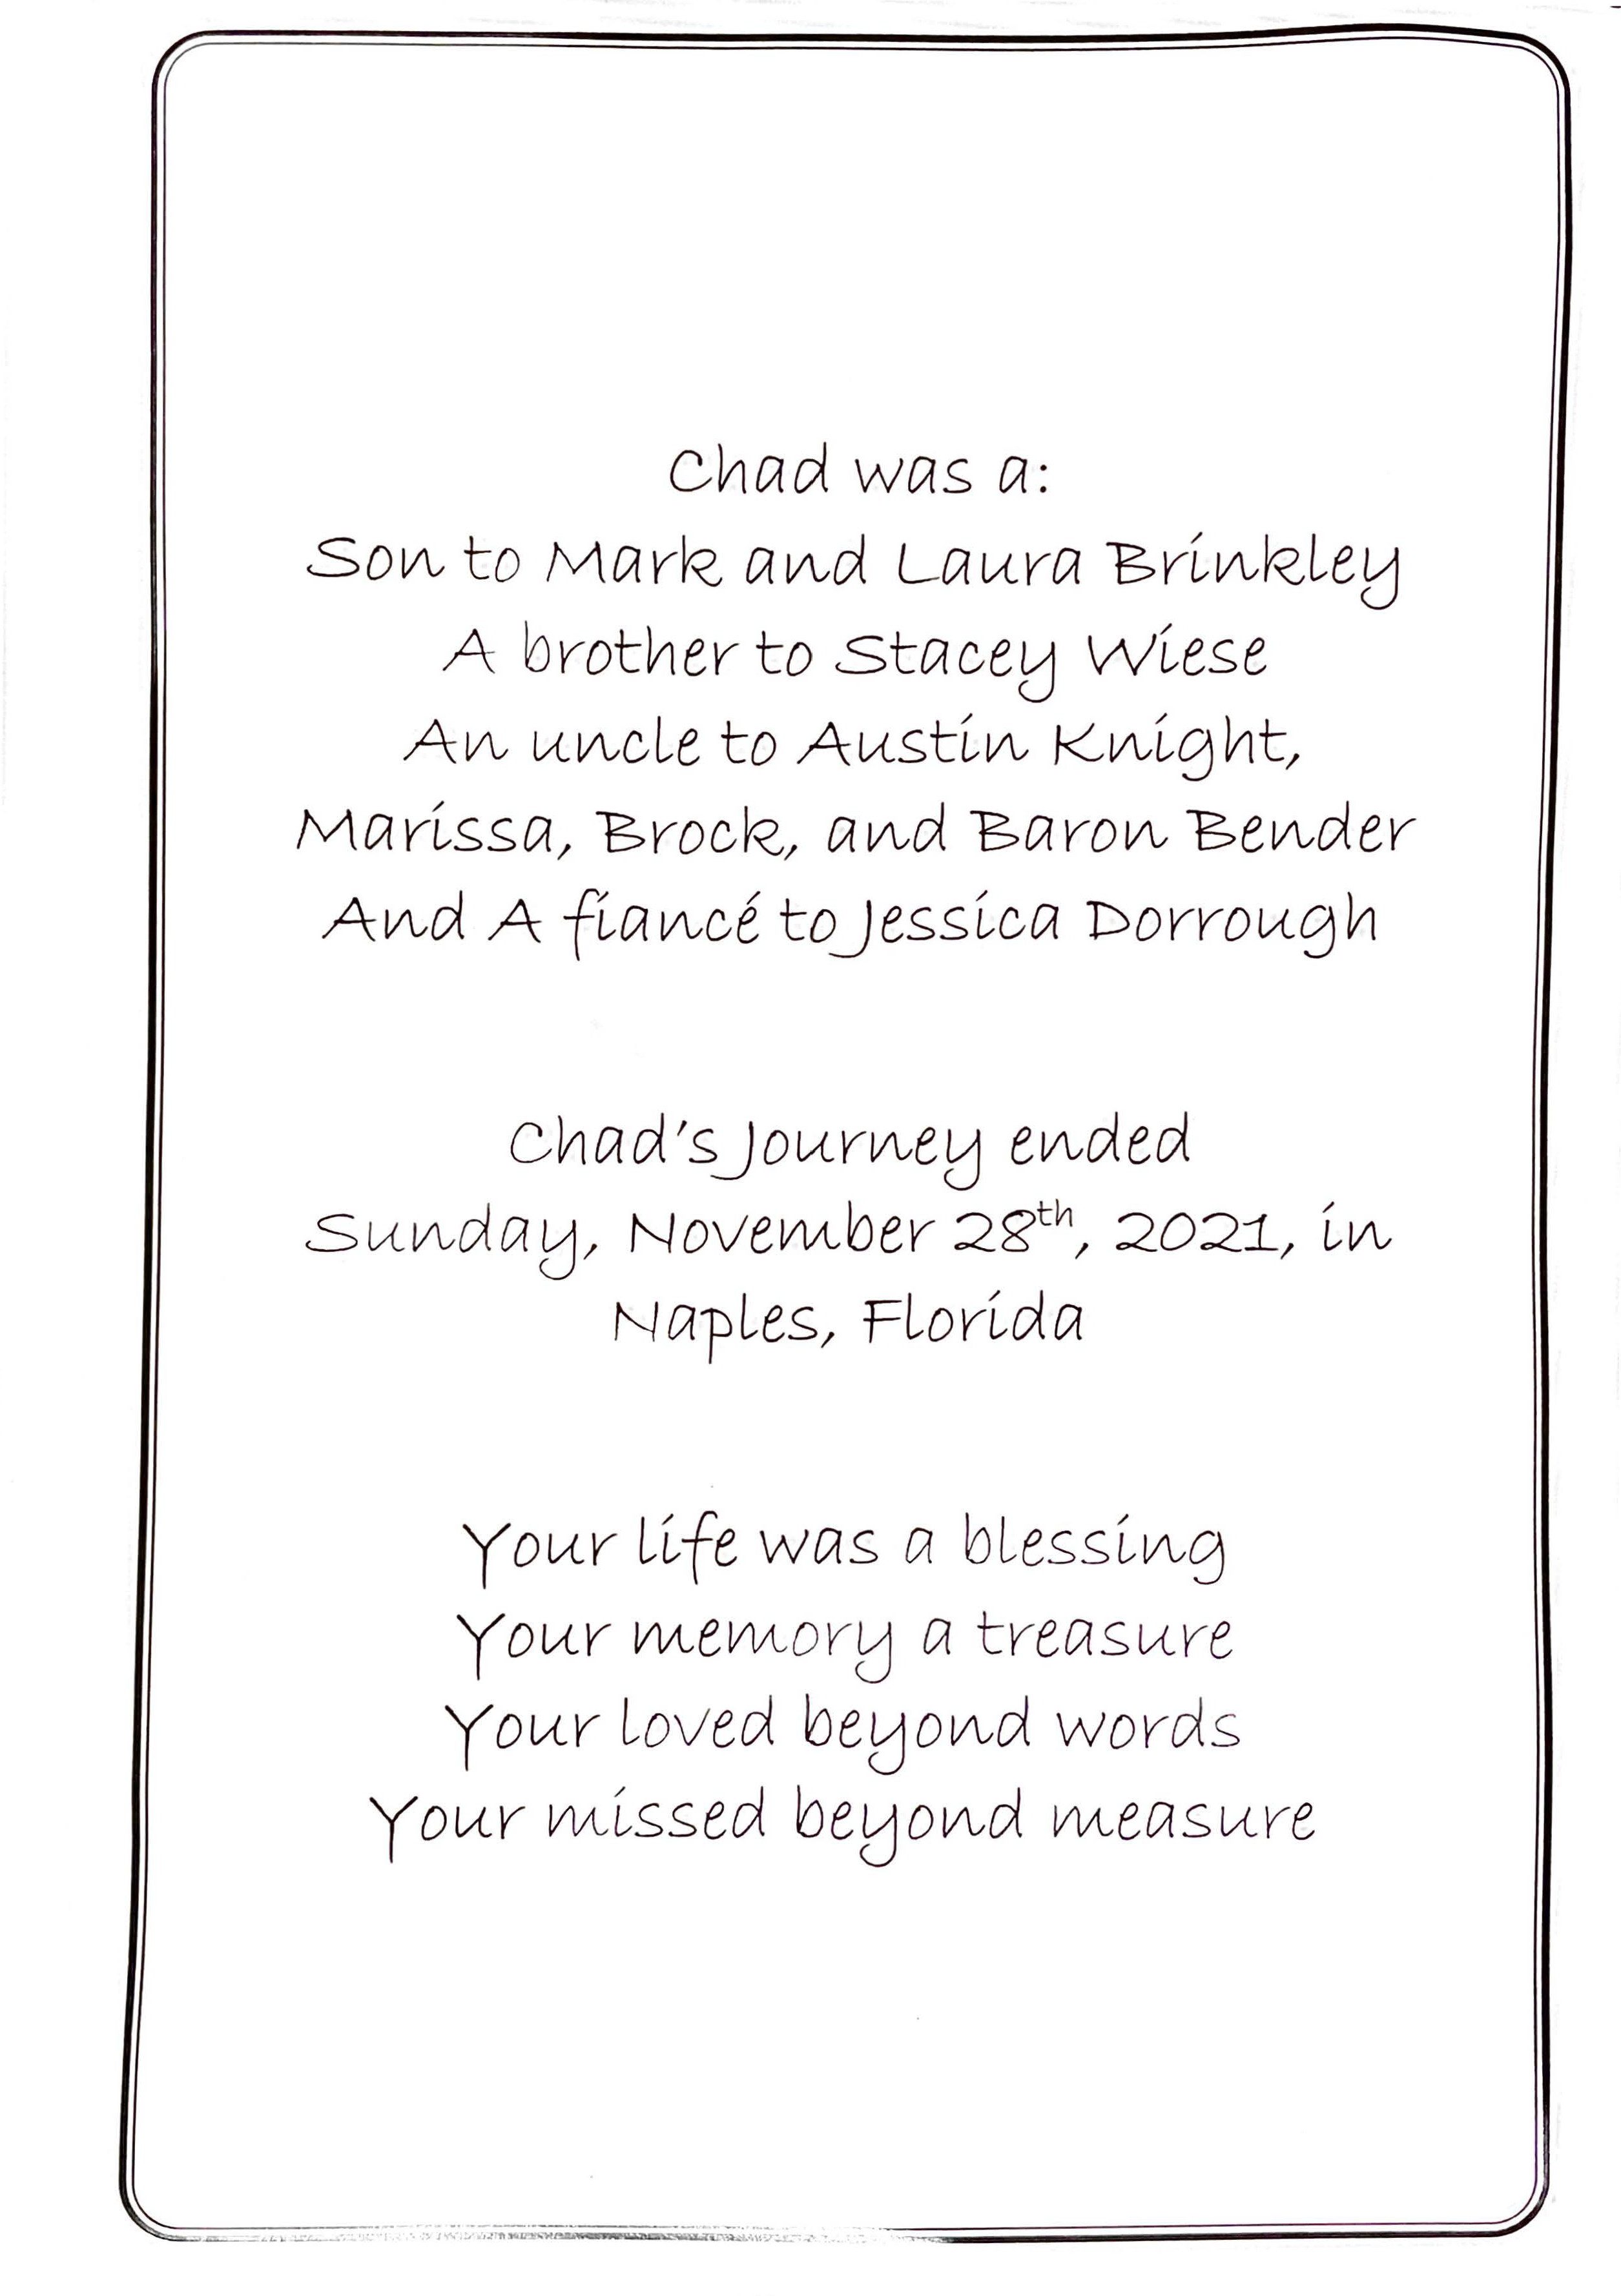 Chad was a:
Son to Mark and Laura Brinkley
A brother to Stacey Wiese
An uncle to Austin Knight,
Marissa, Brock, and Baron Bender
And A fiancé to Jessica Dorrough
Chad's Journey ended
Sunday, November 28th, 2021, in
Naples, Florida
Your life was a blessing
Your memory a treasure
Your loved beyond words
Your missed beyond measure